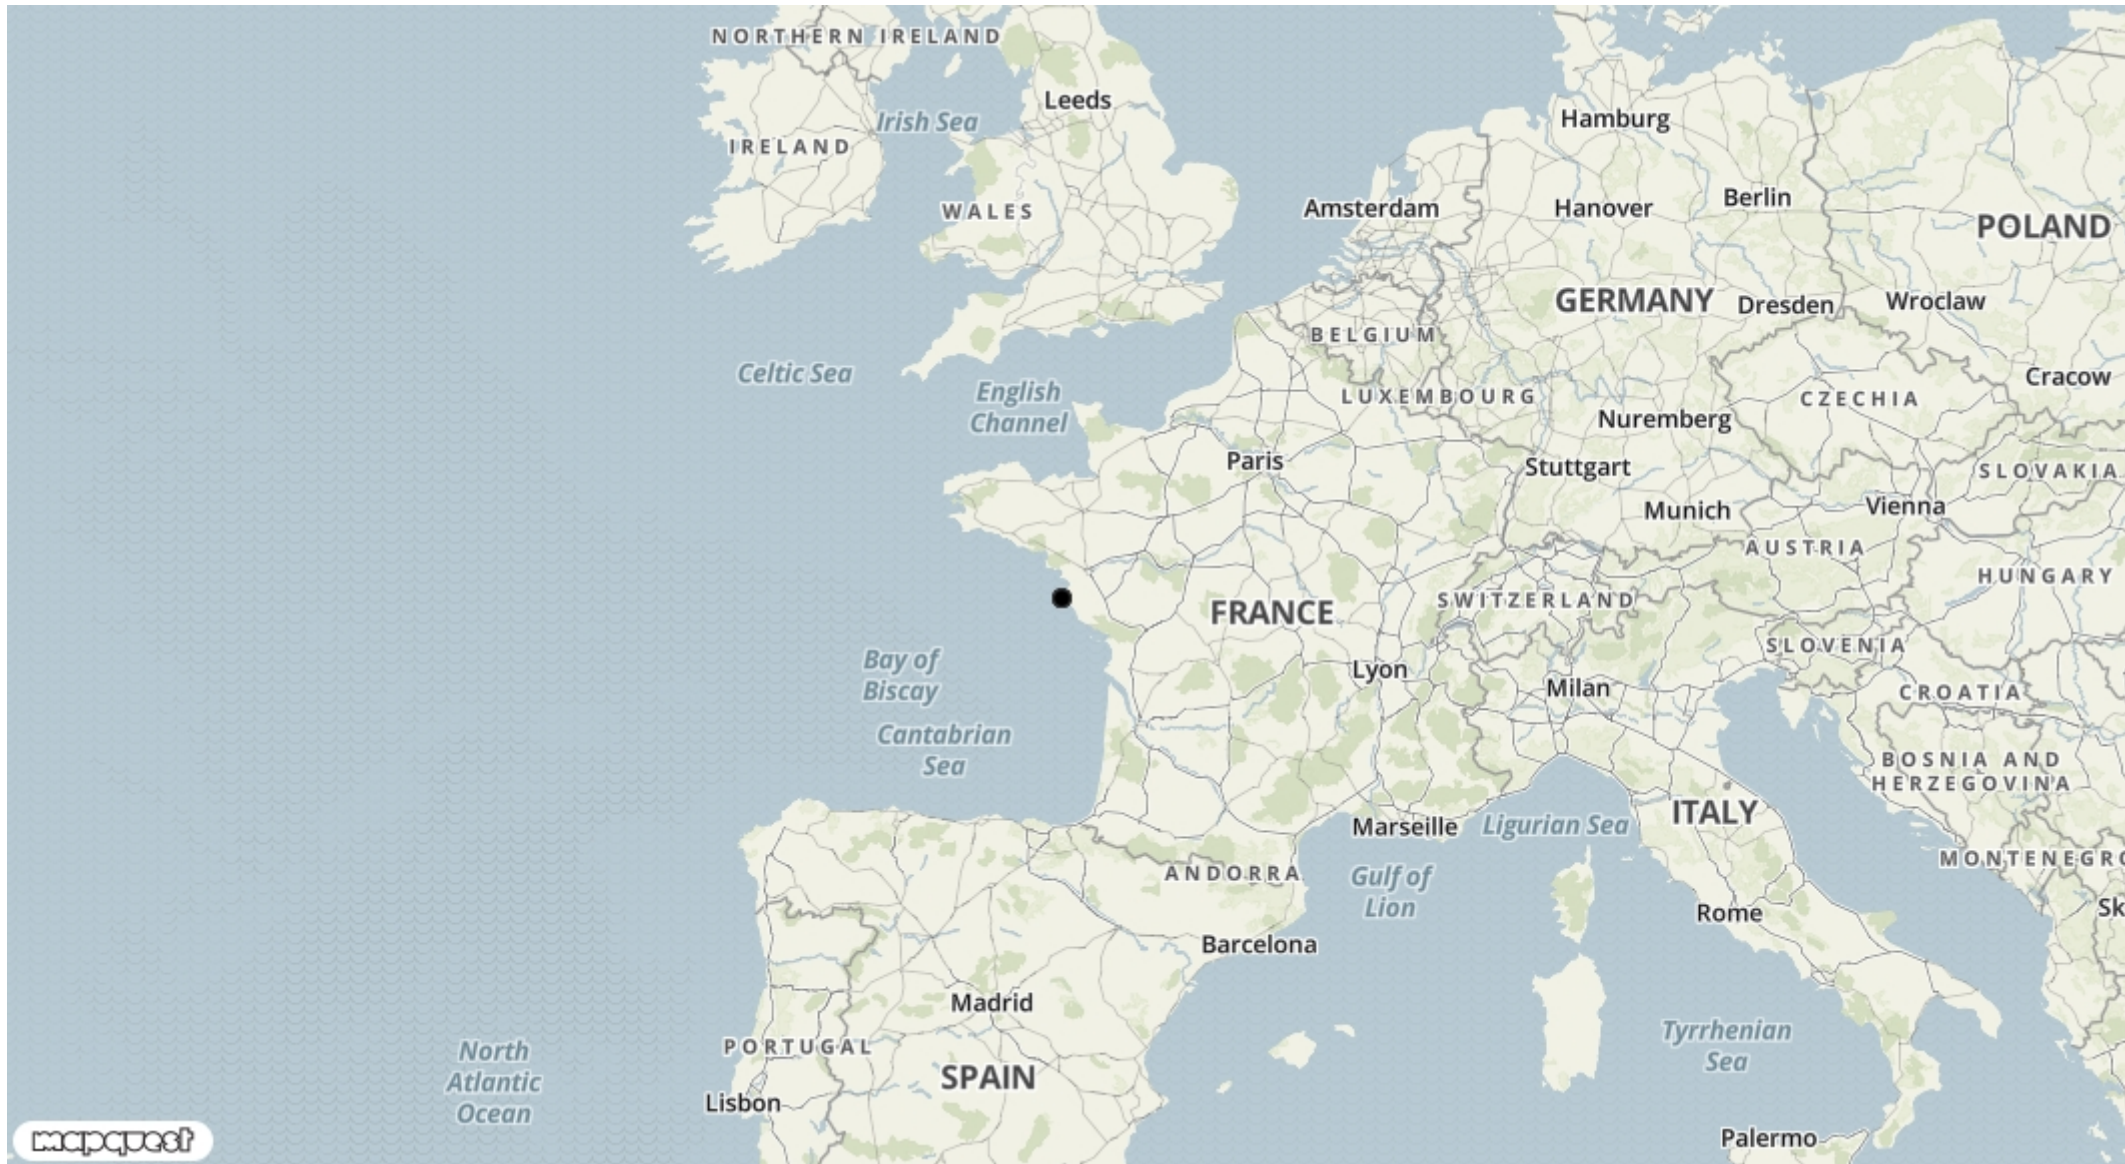 NORTHERN IRELAND
Leeds
Irish Sea
Hamburg
IRELAND
Berlin
Amsterdam
Hanover
WALES
POLAND
GERMANY
Dresden
Wroclaw
BELGIUM
Celtic Sea
Cracow
English
Channel
LUXEMBOURG
CZECHIA
Nuremberg
Paris
Stuttgart
SLOVAKIA
Munich
Vienna
AUSTRIA
HUNGARY
SWITZERLAND
FRANCE
SLOVENIA
Bay of
Biscay
Lyon
Milan
CROATIA
Cantabrian
Sea
BOSNIA AND
HERZEGOVINA
ITALY
Marseille
Ligurian Sea
MONTENEGRO
ANDORRA
Gulf of
Lion
Sk
Rome
Barcelona
Madrid
Tyrrhenian
Sea
PORTUGAL
North
Atlantic
Ocean
SPAIN
Lisbon
Palermo
mapquest